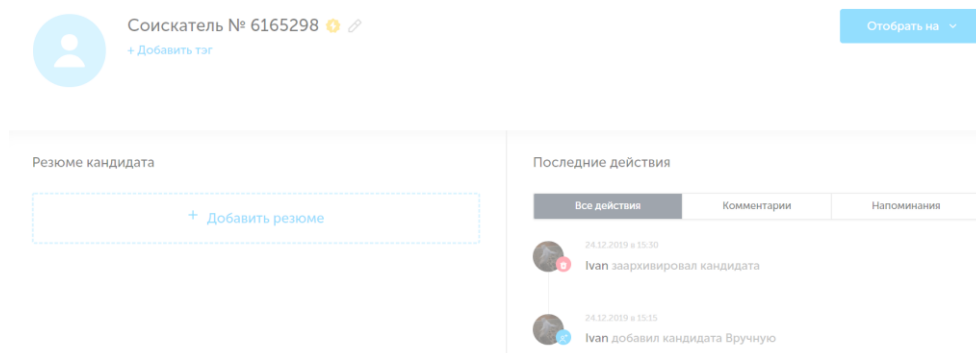 Соискатель № 6165298
+ Добавить тэг
Отобрать на
Резюме кандидата
+ Добавить резюме
Последние действия
Все действия
Комментарии
Напоминания
24.12.2019 в 15:30
Ivan заархивировал кандидата
24.12.2019 в 15:15
Ivan добавил кандидата Вручную